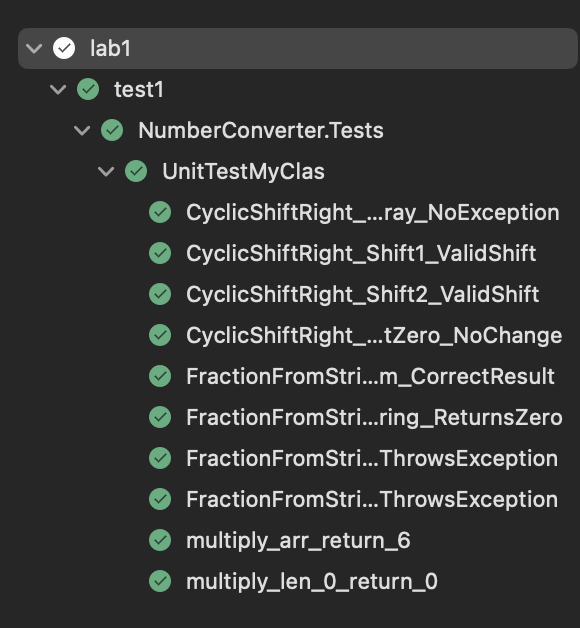 lab1
test1
NumberConverter.Tests
UnitTestMyClas
CyclicShiftRight_...ray_NoException
CyclicShiftRight_Shift1_ValidShift
CyclicShiftRight_Shift2_ValidShift
CyclicShiftRight_...tZero_NoChange
FractionFromStri...m_CorrectResult
FractionFromStri...ring_ReturnsZero
FractionFromStri...ThrowsException
FractionFromStri...ThrowsException
multiply_arr_return_6
multiply_len_0_return_0